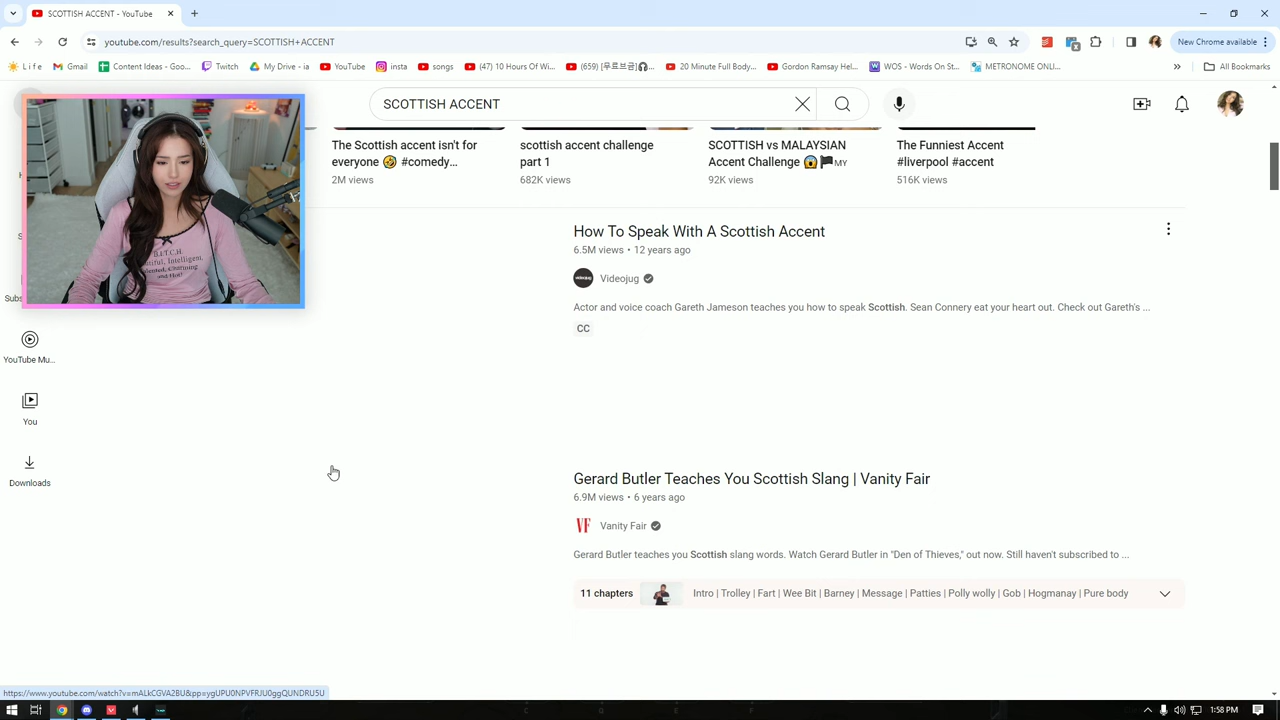 SCOTTISH ACCENT - YouTube
youtube.com/results?search_query=SCOTTISH+ACCENT
New Chrome available
L i f e
Gmail
Content Ideas - Goo...
Twitch
My Drive - ia
YouTube
insta
songs
(47) 10 Hours Of Wi...
20 Minute Full Body...
Gordon Ramsay Hel...
WOS - Words On St...
METRONOME ONLI...
»
All Bookmarks
SCOTTISH ACCENT
The Scottish accent isn't for
everyone 🤣 #comedy...
2M views
scottish accent challenge
part 1
682K views
SCOTTISH vs MALAYSIAN
Accent Challenge 😱🏴MY
92K views
The Funniest Accent
#liverpool #accent
516K views
B.I.T.C.H.
Subs
YouTube Mu...
You
Downloads
How To Speak With A Scottish Accent
6.5M views • 12 years ago
Videojug
Actor and voice coach Gareth Jameson teaches you how to speak Scottish. Sean Connery eat your heart out. Check out Gareth's ...
CC
Gerard Butler Teaches You Scottish Slang | Vanity Fair
6.9M views • 6 years ago
VF
Vanity Fair
Gerard Butler teaches you Scottish slang words. Watch Gerard Butler in "Den of Thieves," out now. Still haven't subscribed to ...
11 chapters
Intro | Trolley | Fart | Wee Bit | Barney | Message | Patties | Polly wolly | Gob | Hogmanay | Pure body
1:58 PM